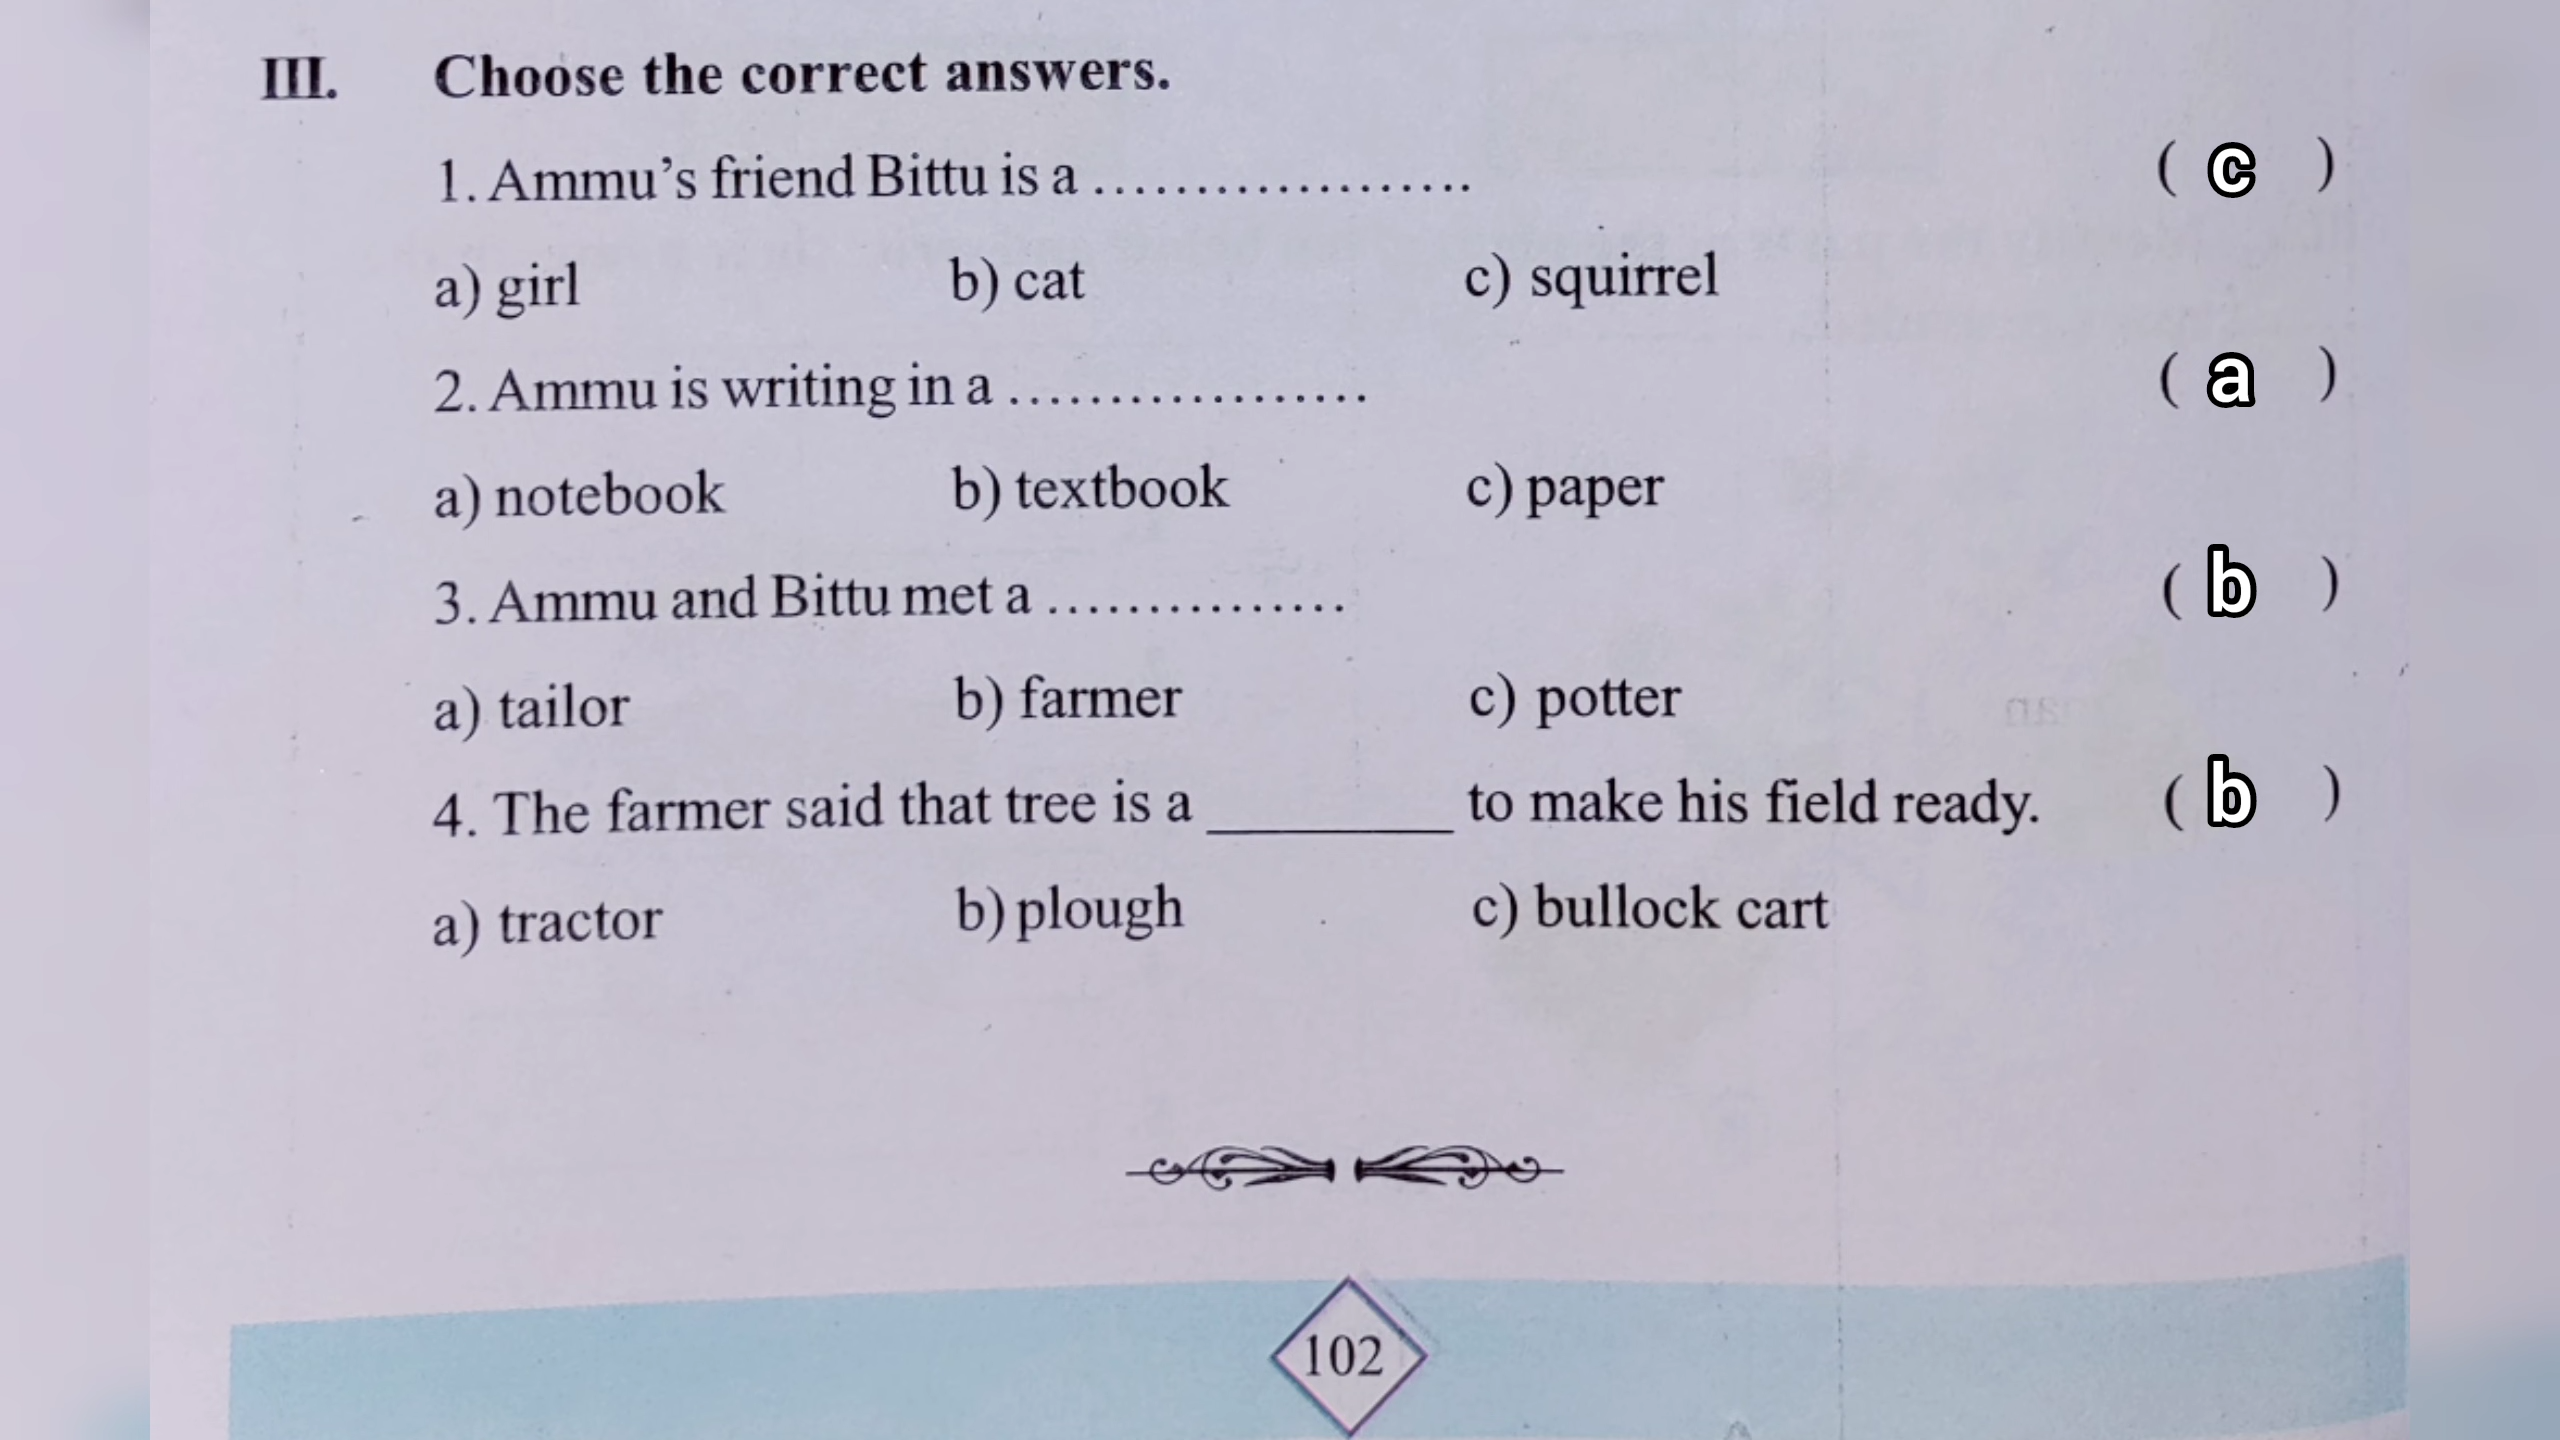 III. Choose the correct answers.
1. Ammu's friend Bittu is a ................... ( c )
a) girl b) cat c) squirrel
2. Ammu is writing in a .................. ( a )
a) notebook b) textbook c) paper
3. Ammu and Bittu met a ............... ( b )
a) tailor b) farmer c) potter
4. The farmer said that tree is a ________ to make his field ready. ( b )
a) tractor b) plough c) bullock cart
102